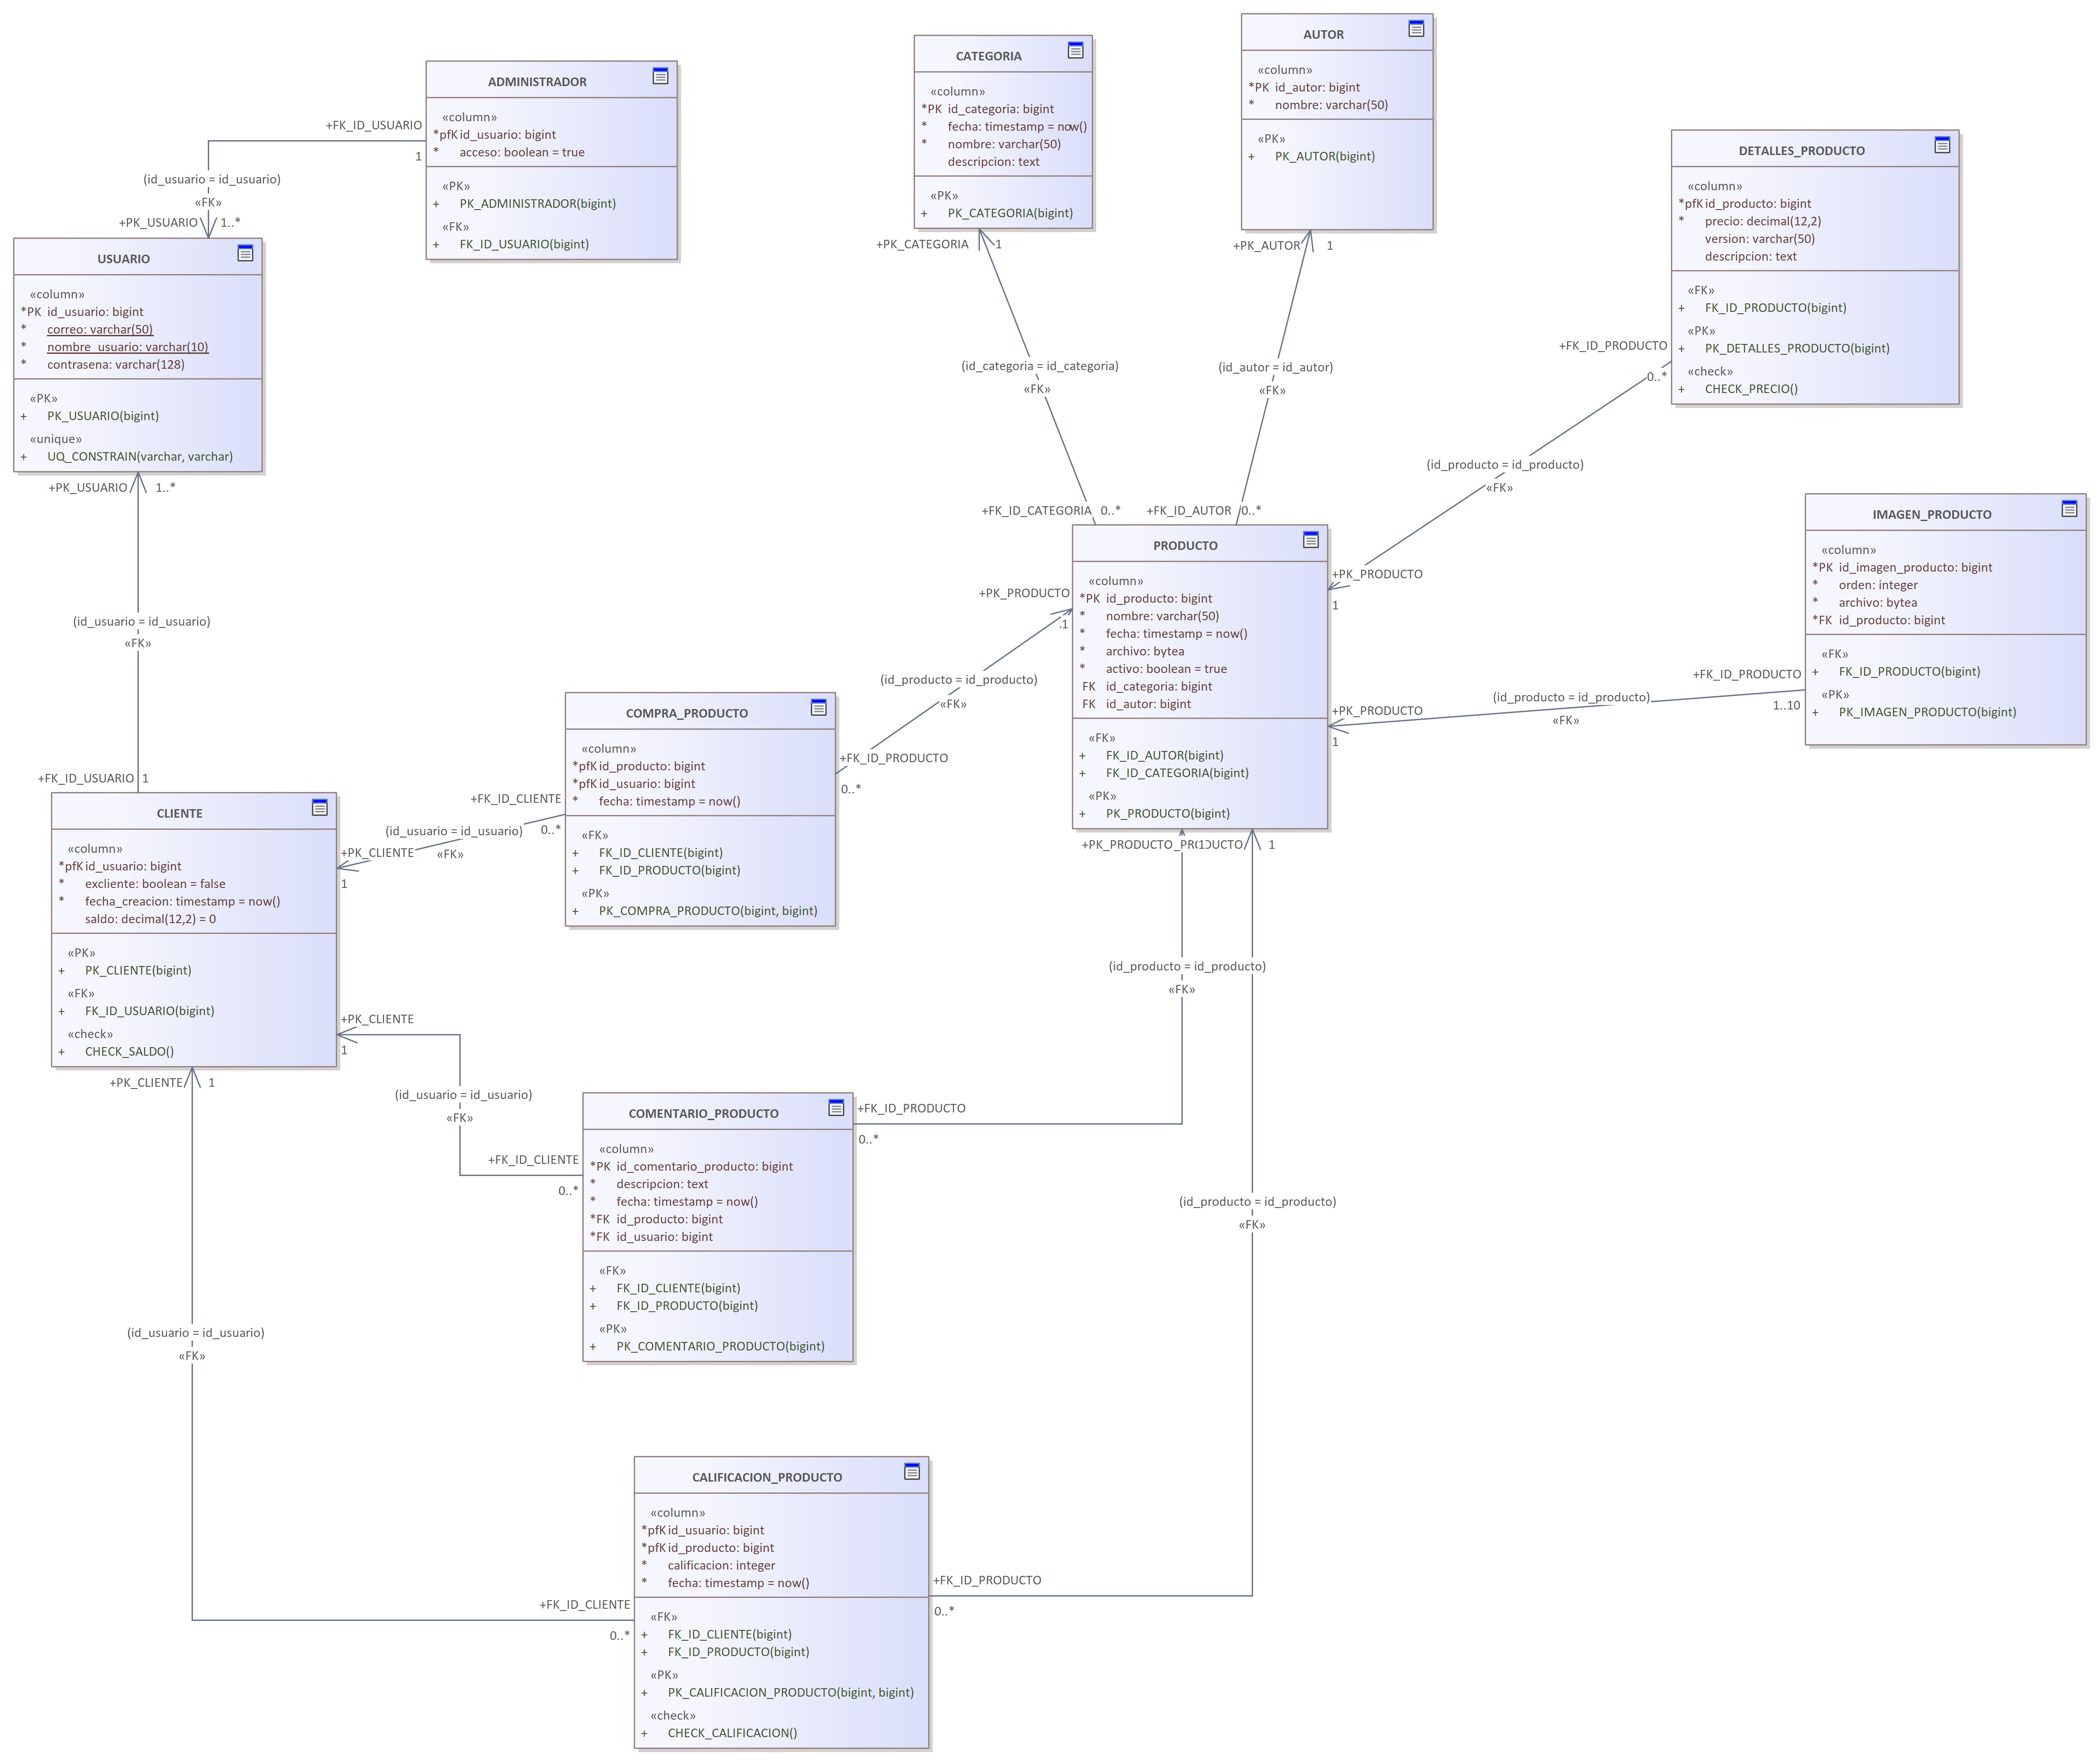 ADMINISTRADOR
«column»
*pfK id_usuario: bigint
* acceso: boolean = true
«PK»
+ PK_ADMINISTRADOR(bigint)
«FK»
+ FK_ID_USUARIO(bigint)
+FK_ID_USUARIO
1
(id_usuario = id_usuario)
«FK»
+PK_USUARIO
1..*
USUARIO
«column»
*PK id_usuario: bigint
* correo: varchar(50)
* nombre_usuario: varchar(10)
* contrasena: varchar(128)
«PK»
+ PK_USUARIO(bigint)
«unique»
+ UQ_CONSTRAIN(varchar, varchar)
+PK_USUARIO
1..*
(id_usuario = id_usuario)
«FK»
+FK_ID_USUARIO
1
CATEGORIA
«column»
*PK id_categoria: bigint
* fecha: timestamp = now()
* nombre: varchar(50)
descripcion: text
«PK»
+ PK_CATEGORIA(bigint)
+PK_CATEGORIA
1
(id_categoria = id_categoria)
«FK»
+FK_ID_CATEGORIA
0..*
AUTOR
«column»
*PK id_autor: bigint
* nombre: varchar(50)
«PK»
+ PK_AUTOR(bigint)
+PK_AUTOR
1
(id_autor = id_autor)
«FK»
+FK_ID_AUTOR
0..*
DETALLES_PRODUCTO
«column»
*pfK id_producto: bigint
* precio: decimal(12,2)
version: varchar(50)
descripcion: text
«FK»
+ FK_ID_PRODUCTO(bigint)
«PK»
+ PK_DETALLES_PRODUCTO(bigint)
«check»
+ CHECK_PRECIO()
+FK_ID_PRODUCTO
0..*
(id_producto = id_producto)
«FK»
+PK_PRODUCTO
1
IMAGEN_PRODUCTO
«column»
*PK id_imagen_producto: bigint
* orden: integer
* archivo: bytea
*FK id_producto: bigint
«FK»
+ FK_ID_PRODUCTO(bigint)
«PK»
+ PK_IMAGEN_PRODUCTO(bigint)
+FK_ID_PRODUCTO
1..10
(id_producto = id_producto)
«FK»
+PK_PRODUCTO
1
PRODUCTO
«column»
*PK id_producto: bigint
* nombre: varchar(50)
* fecha: timestamp = now()
* archivo: bytea
* activo: boolean = true
FK id_categoria: bigint
FK id_autor: bigint
«FK»
+ FK_ID_AUTOR(bigint)
+ FK_ID_CATEGORIA(bigint)
«PK»
+ PK_PRODUCTO(bigint)
+PK_PRODUCTO
1
(id_producto = id_producto)
«FK»
+FK_ID_PRODUCTO
0..*
COMPRA_PRODUCTO
«column»
*pfK id_producto: bigint
*pfK id_usuario: bigint
* fecha: timestamp = now()
«FK»
+ FK_ID_CLIENTE(bigint)
+ FK_ID_PRODUCTO(bigint)
«PK»
+ PK_COMPRA_PRODUCTO(bigint, bigint)
+FK_ID_CLIENTE
0..*
(id_usuario = id_usuario)
«FK»
+PK_CLIENTE
1
CLIENTE
«column»
*pfK id_usuario: bigint
* excliente: boolean = false
* fecha_creacion: timestamp = now()
saldo: decimal(12,2) = 0
«PK»
+ PK_CLIENTE(bigint)
«FK»
+ FK_ID_USUARIO(bigint)
«check»
+ CHECK_SALDO()
+PK_CLIENTE
1
(id_usuario = id_usuario)
«FK»
+FK_ID_CLIENTE
0..*
+PK_CLIENTE
1
(id_usuario = id_usuario)
«FK»
+FK_ID_CLIENTE
0..*
COMENTARIO_PRODUCTO
«column»
*PK id_comentario_producto: bigint
* descripcion: text
* fecha: timestamp = now()
*FK id_producto: bigint
*FK id_usuario: bigint
«FK»
+ FK_ID_CLIENTE(bigint)
+ FK_ID_PRODUCTO(bigint)
«PK»
+ PK_COMENTARIO_PRODUCTO(bigint)
+FK_ID_PRODUCTO
0..*
(id_producto = id_producto)
«FK»
+PK_PRODUCTO
1
1
(id_producto = id_producto)
«FK»
+FK_ID_PRODUCTO
0..*
CALIFICACION_PRODUCTO
«column»
*pfK id_usuario: bigint
*pfK id_producto: bigint
* calificacion: integer
* fecha: timestamp = now()
«FK»
+ FK_ID_CLIENTE(bigint)
+ FK_ID_PRODUCTO(bigint)
«PK»
+ PK_CALIFICACION_PRODUCTO(bigint, bigint)
«check»
+ CHECK_CALIFICACION()